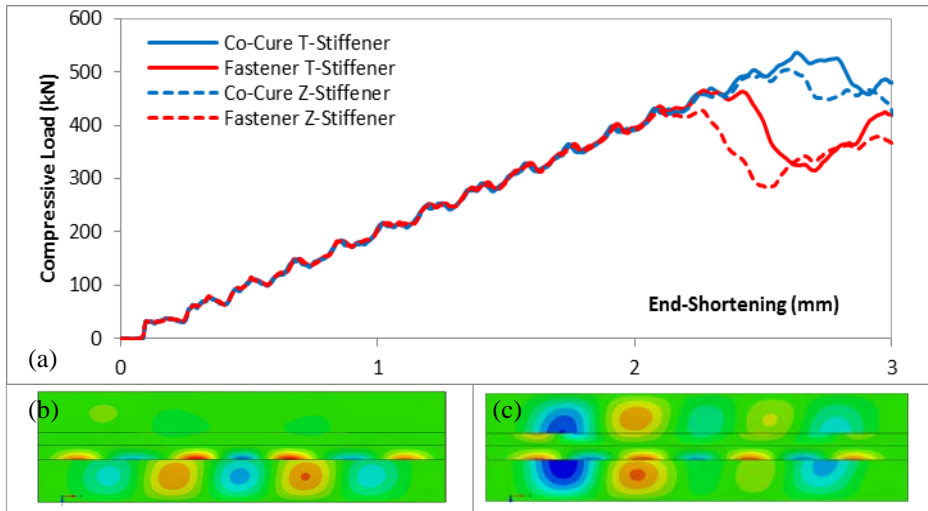 600
500
400
300
200
100
0
Compressive Load (kN)
Co-Cure T-Stiffener
Fastener T-Stiffener
Co-Cure Z-Stiffener
Fastener Z-Stiffener
End-Shortening (mm)
(a)
0 1 2 3
(b) (c)